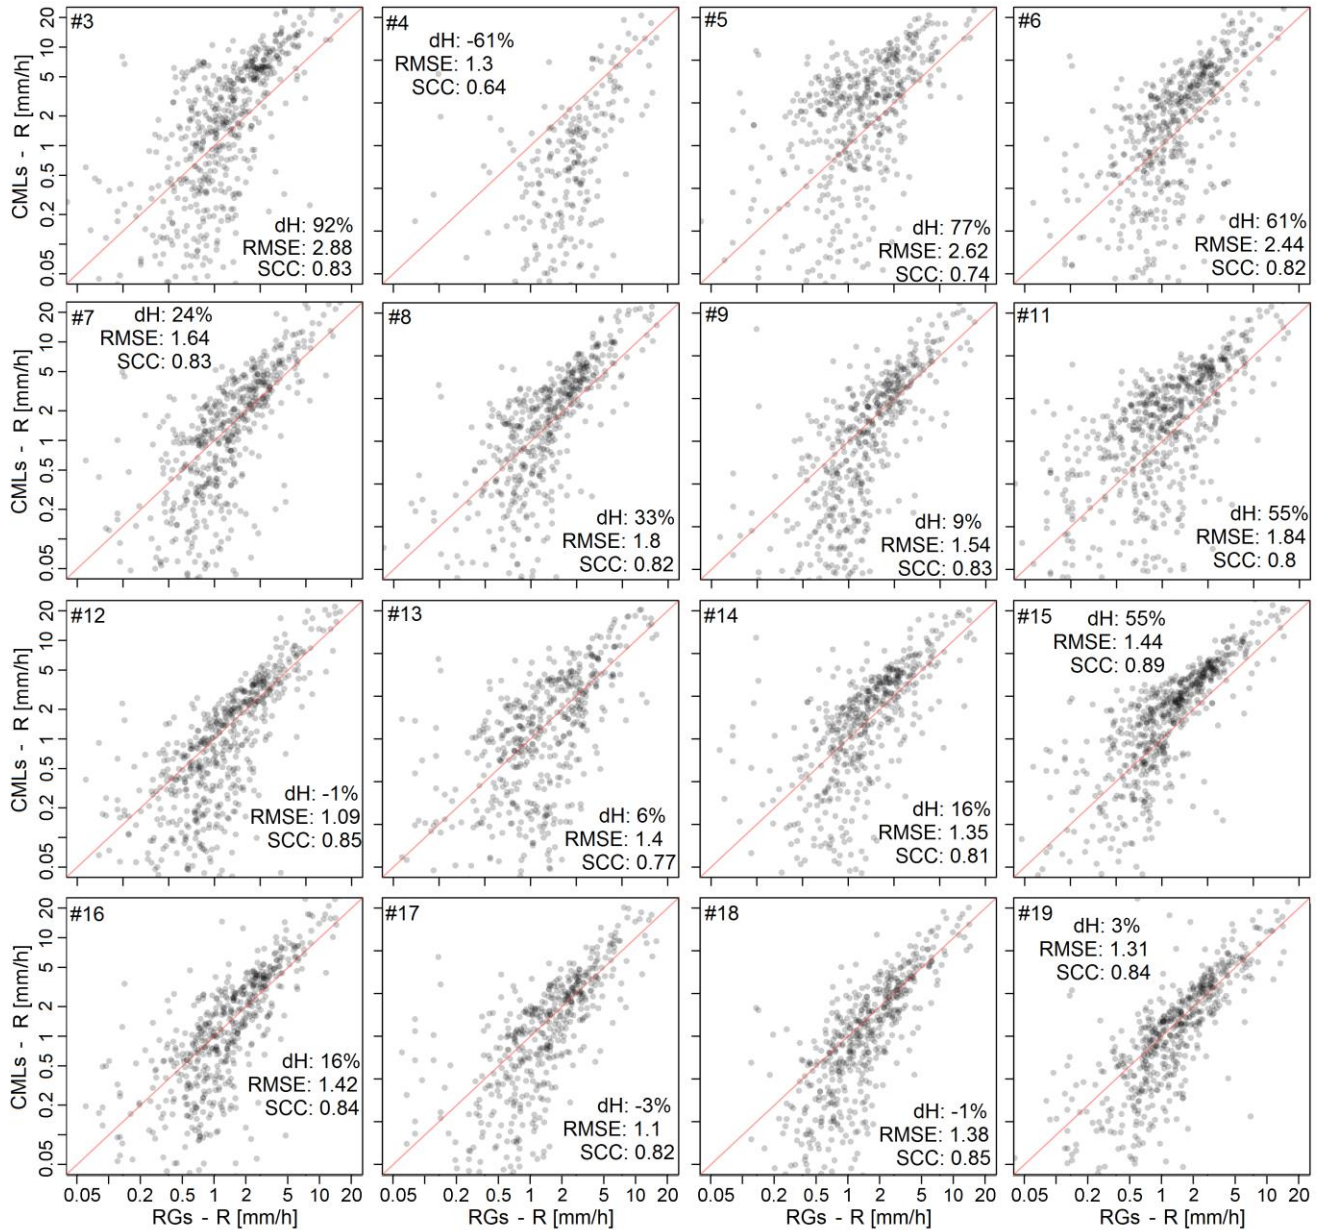 #3
dH: 92%
RMSE: 2.88
SCC: 0.83
#4
dH: -61%
RMSE: 1.3
SCC: 0.64
#5
dH: 77%
RMSE: 2.62
SCC: 0.74
#6
dH: 61%
RMSE: 2.44
SCC: 0.82
CMLs - R [mm/h]
20
10
5
2
1
0.5
0.2
0.05
#7
dH: 24%
RMSE: 1.64
SCC: 0.83
#8
dH: 33%
RMSE: 1.8
SCC: 0.82
#9
dH: 9%
RMSE: 1.54
SCC: 0.83
#11
dH: 55%
RMSE: 1.84
SCC: 0.8
CMLs - R [mm/h]
20
10
5
2
1
0.5
0.2
0.05
#12
dH: -1%
RMSE: 1.09
SCC: 0.85
#13
dH: 6%
RMSE: 1.4
SCC: 0.77
#14
dH: 16%
RMSE: 1.35
SCC: 0.81
#15
dH: 55%
RMSE: 1.44
SCC: 0.89
CMLs - R [mm/h]
20
10
5
2
1
0.5
0.2
0.05
#16
dH: 16%
RMSE: 1.42
SCC: 0.84
#17
dH: -3%
RMSE: 1.1
SCC: 0.82
#18
dH: -1%
RMSE: 1.38
SCC: 0.85
#19
dH: 3%
RMSE: 1.31
SCC: 0.84
CMLs - R [mm/h]
20
10
5
2
1
0.5
0.2
0.05
0.05 0.2 0.5 1 2 5 10 20
RGs - R [mm/h]
0.05 0.2 0.5 1 2 5 10 20
RGs - R [mm/h]
0.05 0.2 0.5 1 2 5 10 20
RGs - R [mm/h]
0.05 0.2 0.5 1 2 5 10 20
RGs - R [mm/h]